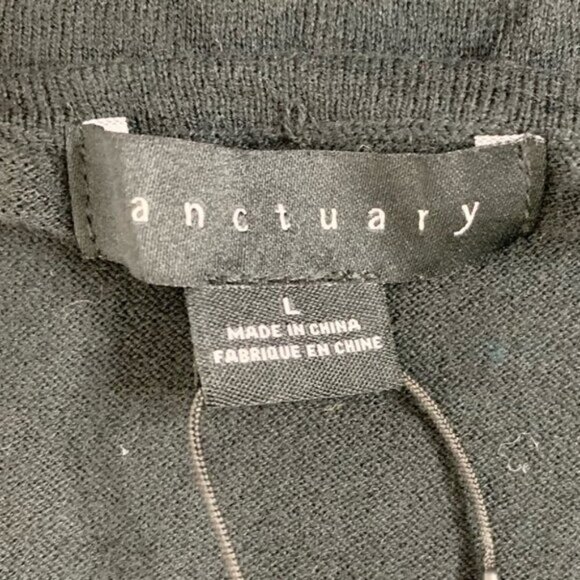 anctuary
L
MADE IN CHINA
FABRIQUE EN CHINE